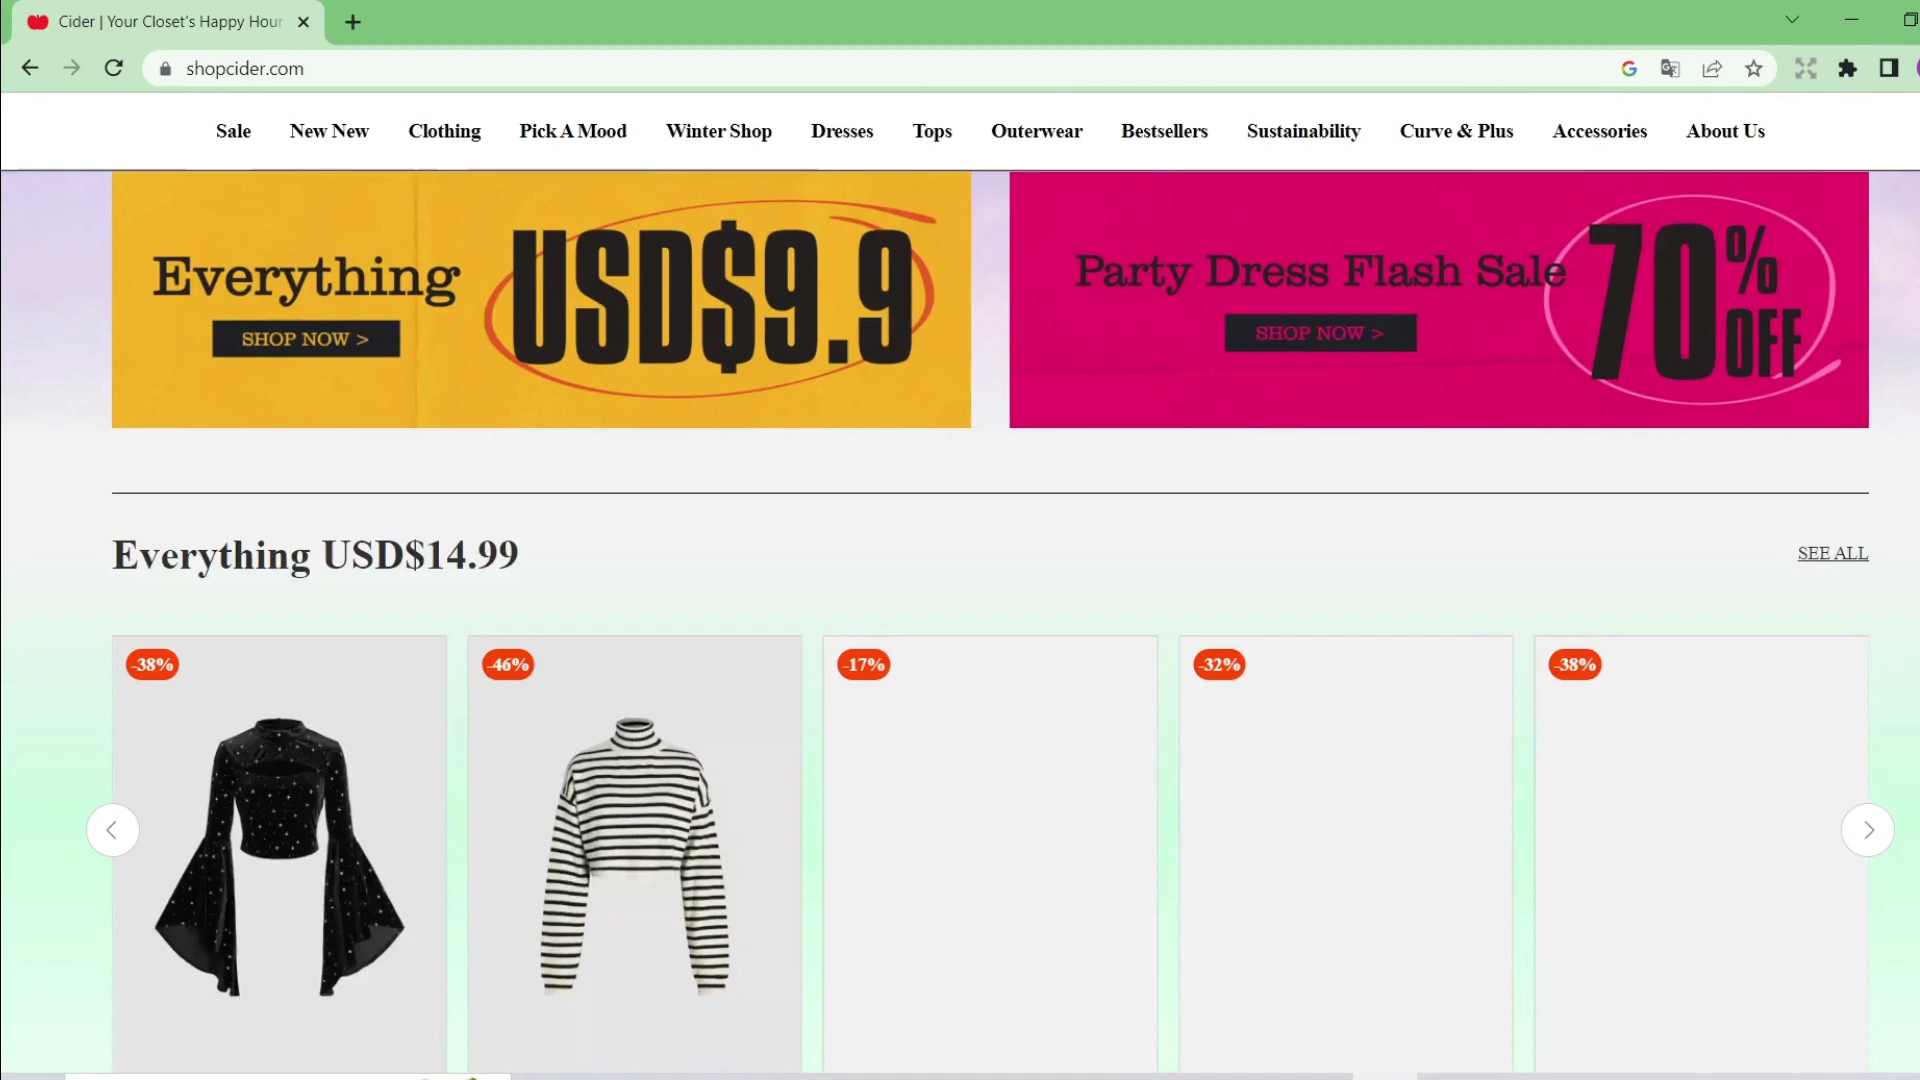 Cider | Your Closet's Happy Hour
shopcider.com
Sale New New Clothing Pick A Mood Winter Shop Dresses Tops Outerwear Bestsellers Sustainability Curve & Plus Accessories About Us
Everything
SHOP NOW >
USD$9.9
Party Dress Flash Sale
SHOP NOW >
70% OFF
Everything USD$14.99
SEE ALL
-38% -46% -17% -32% -38%